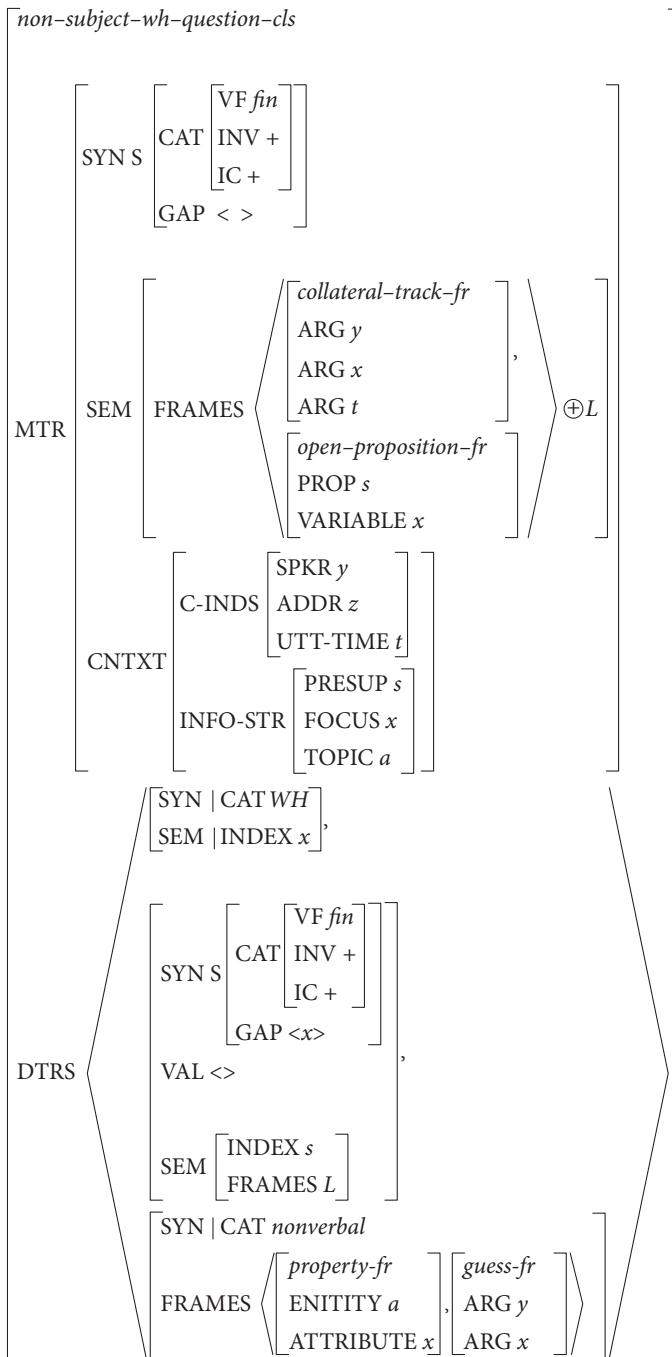 non–subject–wh–question–cls
VF fin
SYN S CAT INV +
IC +
GAP < >
collateral–track–fr
ARG y
ARG x ,
ARG t
MTR SEM FRAMES ⊕L
open–proposition–fr
PROP s
VARIABLE x
SPKR y
C-INDS ADDR z
UTT-TIME t
CNTXT
PRESUP s
INFO-STR FOCUS x
TOPIC a
SYN | CAT WH
SEM | INDEX x ,
VF fin
CAT INV +
SYN S
IC +
GAP <x>
DTRS VAL <> ,
INDEX s
SEM
FRAMES L
SYN | CAT nonverbal
property-fr guess-fr
FRAMES ENITITY a , ARG y
ATTRIBUTE x ARG x